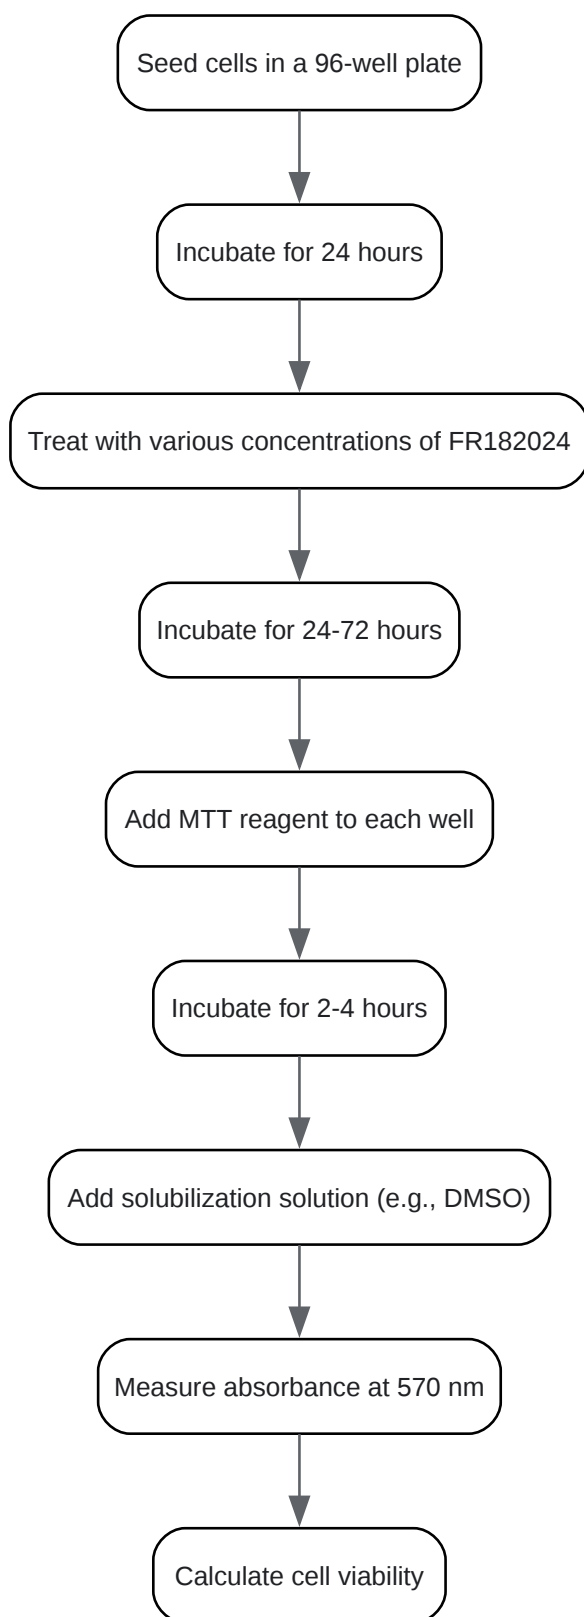 Seed cells in a 96-well plate
Incubate for 24 hours
Treat with various concentrations of FR182024
Incubate for 24-72 hours
Add MTT reagent to each well
Incubate for 2-4 hours
Add solubilization solution (e.g., DMSO)
Measure absorbance at 570 nm
Calculate cell viability